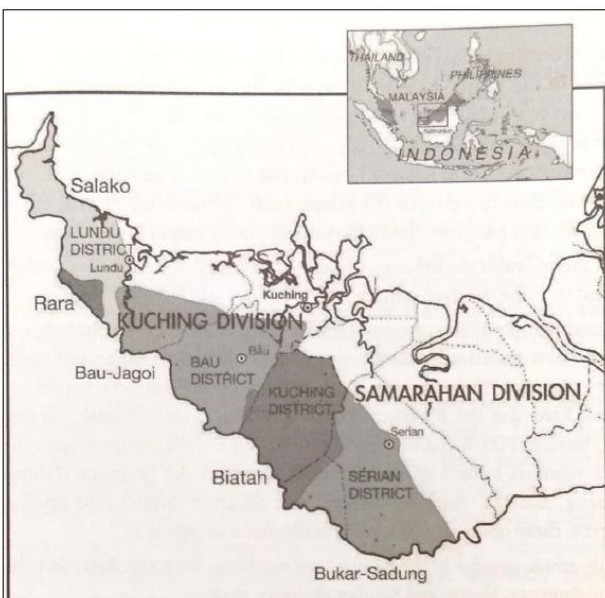 THAILAND
PHILIPPINES
MALAYSIA
INDONESIA
Salako
LUNDU
DISTRICT
Lundu
Rara
Kuching
KUCHING DIVISION
Bau-Jagoi
BAU
DISTRICT
Bau
KUCHING
DISTRICT
SAMARAHAN DIVISION
Serian
Biatah
SERIAN
DISTRICT
Bukar-Sadung